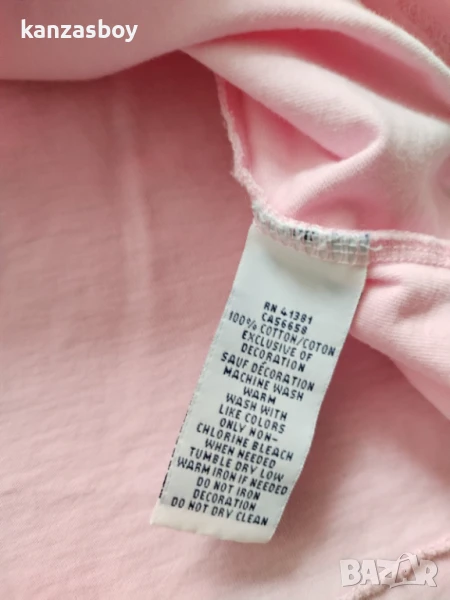 kanzasboy
RN 41381
CA56658
100% COTTON/COTON
EXCLUSIVE OF
DECORATION
SAUF DÉCORATION
MACHINE WASH
WARM
WASH WITH
LIKE COLORS
ONLY NON-
CHLORINE BLEACH
WHEN NEEDED
TUMBLE DRY LOW
WARM IRON IF NEEDED
DO NOT IRON
DECORATION
DO NOT DRY CLEAN
BAZAR